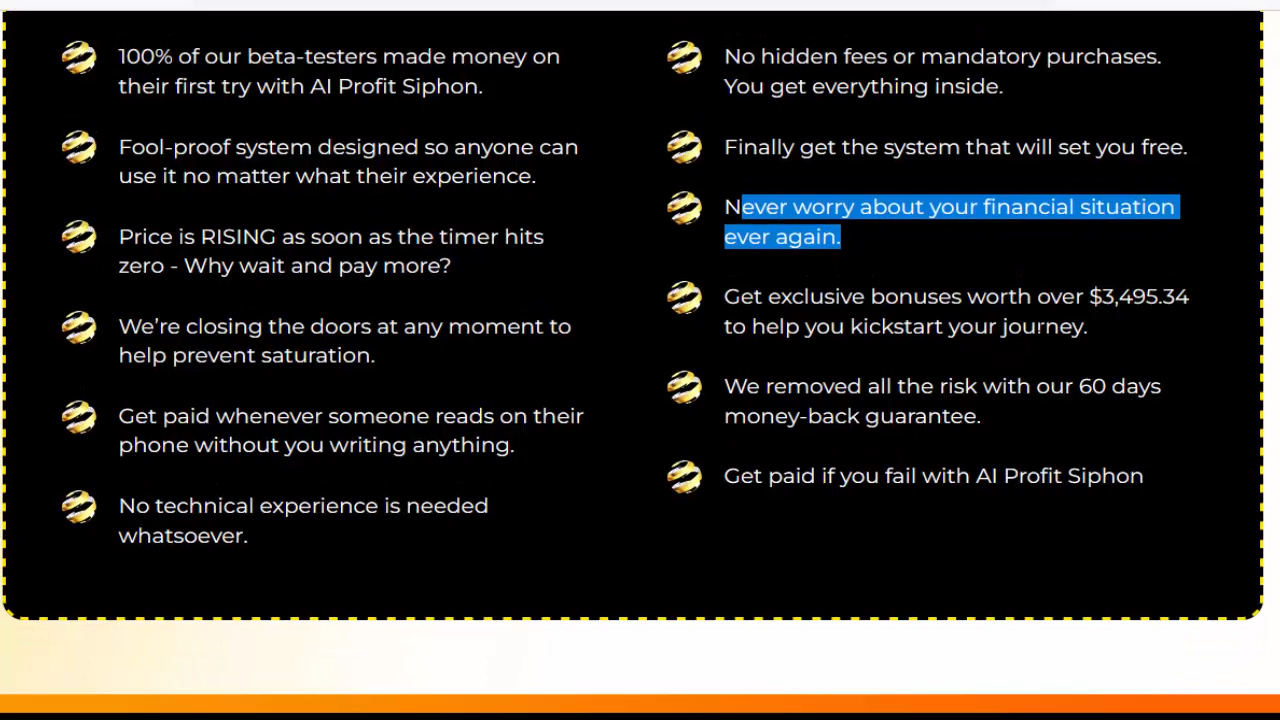 100% of our beta-testers made money on
their first try with AI Profit Siphon.
Fool-proof system designed so anyone can
use it no matter what their experience.
Price is RISING as soon as the timer hits
zero - Why wait and pay more?
We’re closing the doors at any moment to
help prevent saturation.
Get paid whenever someone reads on their
phone without you writing anything.
No technical experience is needed
whatsoever.
No hidden fees or mandatory purchases.
You get everything inside.
Finally get the system that will set you free.
Never worry about your financial situation
ever again.
Get exclusive bonuses worth over $3,495.34
to help you kickstart your journey.
We removed all the risk with our 60 days
money-back guarantee.
Get paid if you fail with AI Profit Siphon